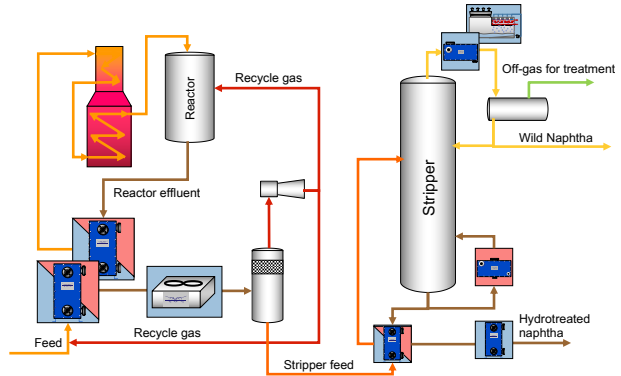 Reactor
Recycle gas
Off-gas for treatment
Wild Naphtha
Stripper
Reactor effluent
Feed
Recycle gas
Stripper feed
Hydrotreated
naphtha